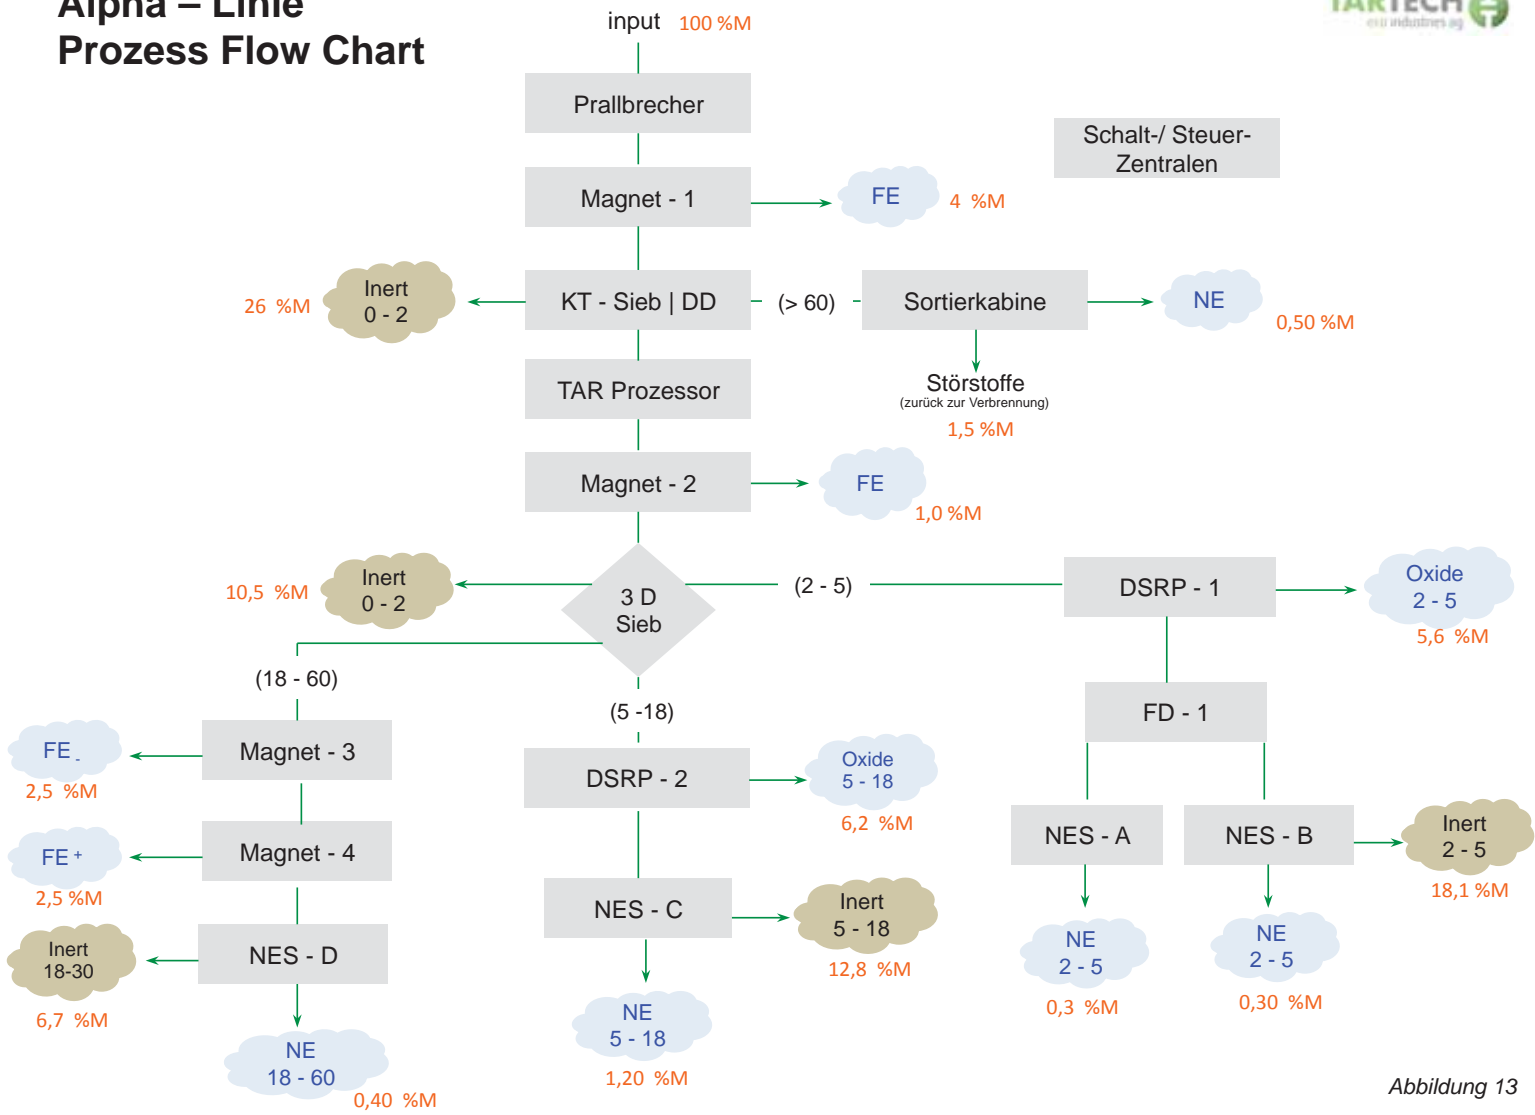 Alpha – Linie
Prozess Flow Chart
input 100 %M
TARTECH
eco industries ag
Prallbrecher
Schalt-/ Steuer-
Zentralen
Magnet - 1
FE
4 %M
26 %M
Inert
0 - 2
KT - Sieb | DD
(> 60)
Sortierkabine
NE
0,50 %M
TAR Prozessor
Störstoffe
(zurück zur Verbrennung)
1,5 %M
Magnet - 2
FE
1,0 %M
10,5 %M
Inert
0 - 2
3 D
Sieb
(2 - 5)
DSRP - 1
Oxide
2 - 5
5,6 %M
(18 - 60)
(5 -18)
FD - 1
FE -
2,5 %M
Magnet - 3
DSRP - 2
Oxide
5 - 18
6,2 %M
FE +
2,5 %M
Magnet - 4
NES - A
NES - B
Inert
2 - 5
18,1 %M
Inert
18-30
6,7 %M
NES - D
NES - C
Inert
5 - 18
12,8 %M
NE
2 - 5
0,3 %M
NE
2 - 5
0,30 %M
NE
18 - 60
0,40 %M
NE
5 - 18
1,20 %M
Abbildung 13